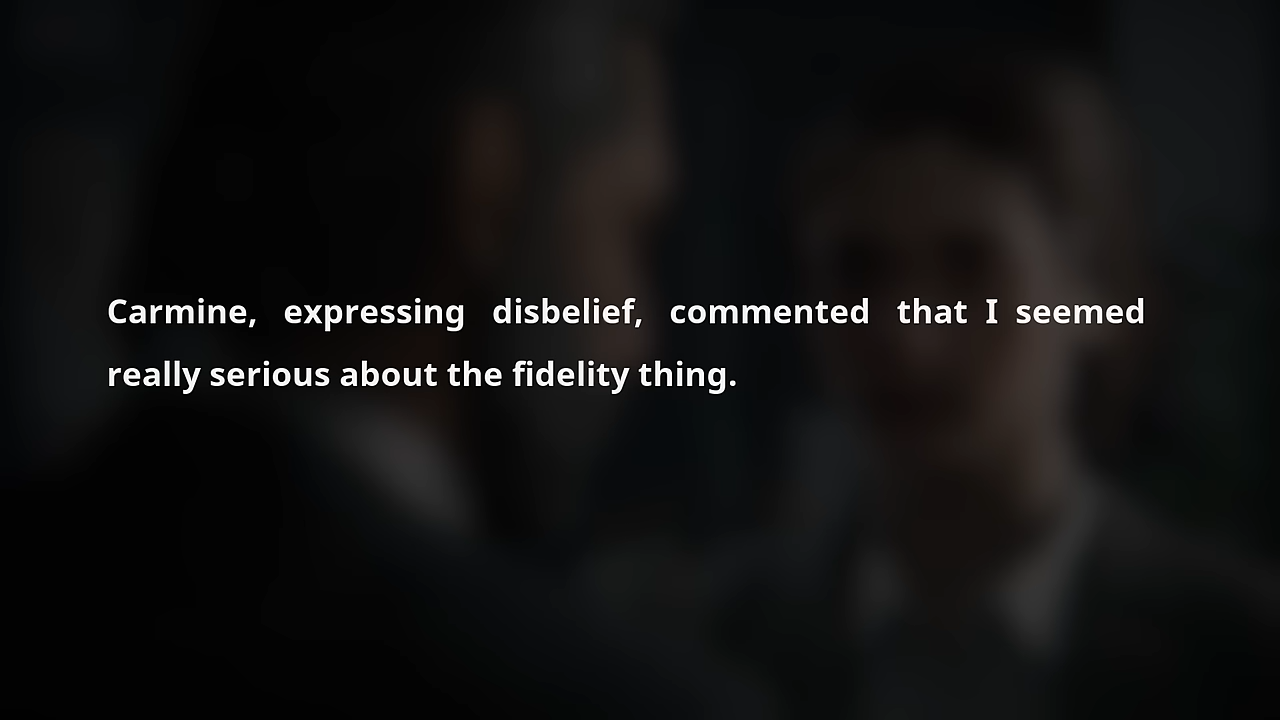 Carmine, expressing disbelief, commented that I seemed
really serious about the fidelity thing.